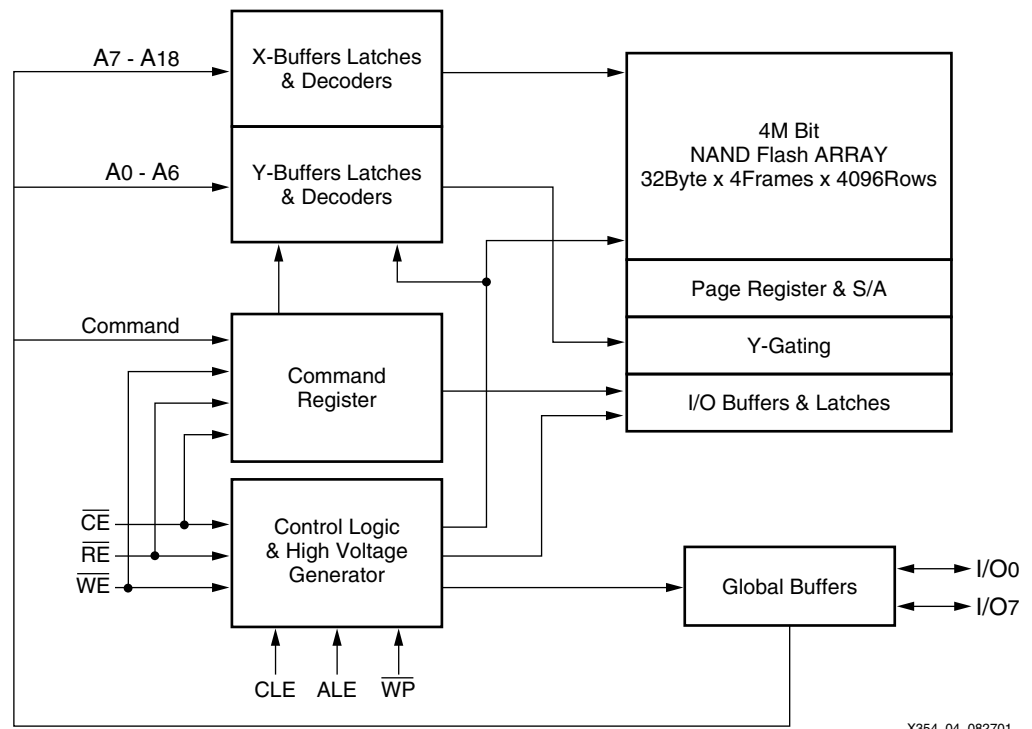 A7 - A18
X-Buffers Latches
& Decoders
A0 - A6
Y-Buffers Latches
& Decoders
4M Bit
NAND Flash ARRAY
32Byte x 4Frames x 4096Rows
Page Register & S/A
Y-Gating
I/O Buffers & Latches
Command
Command
Register
CE
RE
WE
Control Logic
& High Voltage
Generator
CLE
ALE
WP
Global Buffers
I/O0
I/O7
X354_04_082701